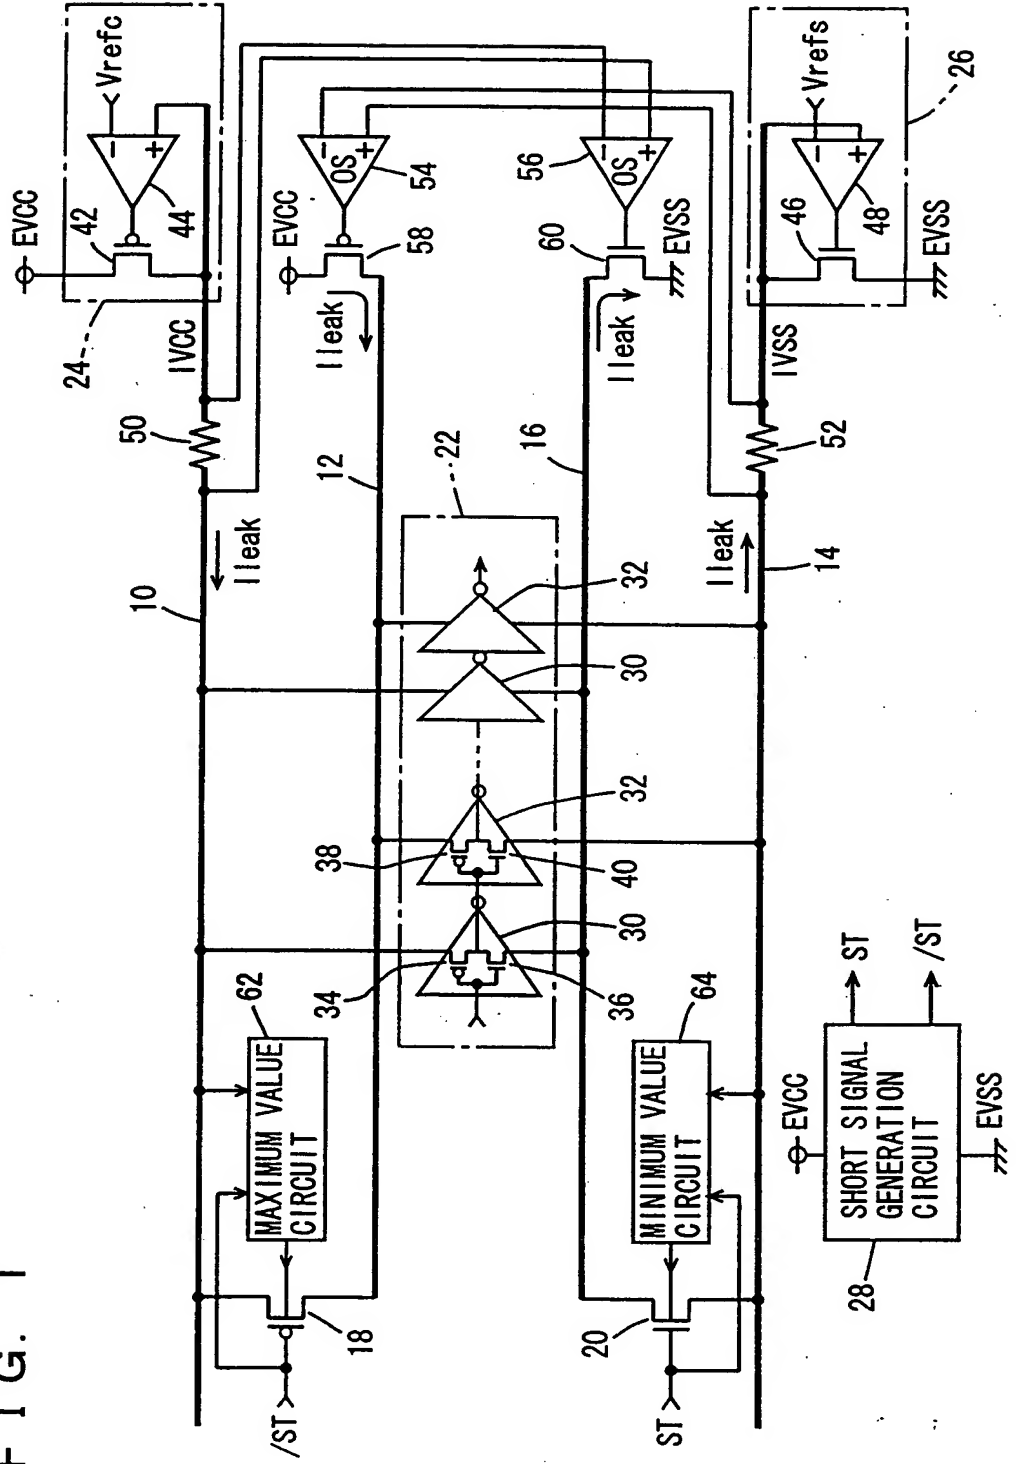 FIG. 1
/ST
18
62
MAXIMUM VALUE
CIRCUIT
10
Ileak
50
IVCC
24
EVCC
42
44
Vrefc
−
+
12
Ileak
EVCC
58
OS
−
+
54
34
38
22
36
30
40
32
30
32
16
Ileak
60
EVSS
56
OS
−
+
ST
20
MINIMUM VALUE
CIRCUIT
64
Ileak
14
52
IVSS
46
48
EVSS
Vrefs
−
+
26
28
EVCC
SHORT SIGNAL
GENERATION
CIRCUIT
EVSS
ST
/ST